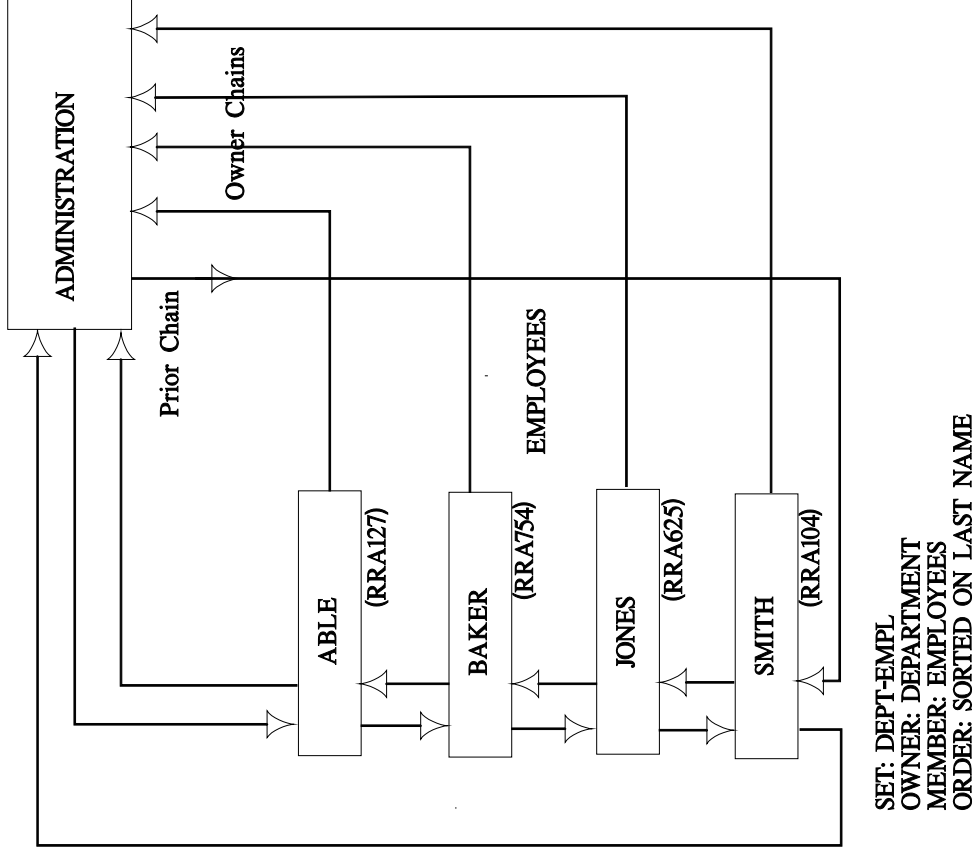 ADMINISTRATION
Owner Chains
Prior Chain
EMPLOYEES
ABLE
(RRA127)
BAKER
(RRA754)
JONES
(RRA625)
SMITH
(RRA104)
SET: DEPT-EMPL
OWNER: DEPARTMENT
MEMBER: EMPLOYEES
ORDER: SORTED ON LAST NAME